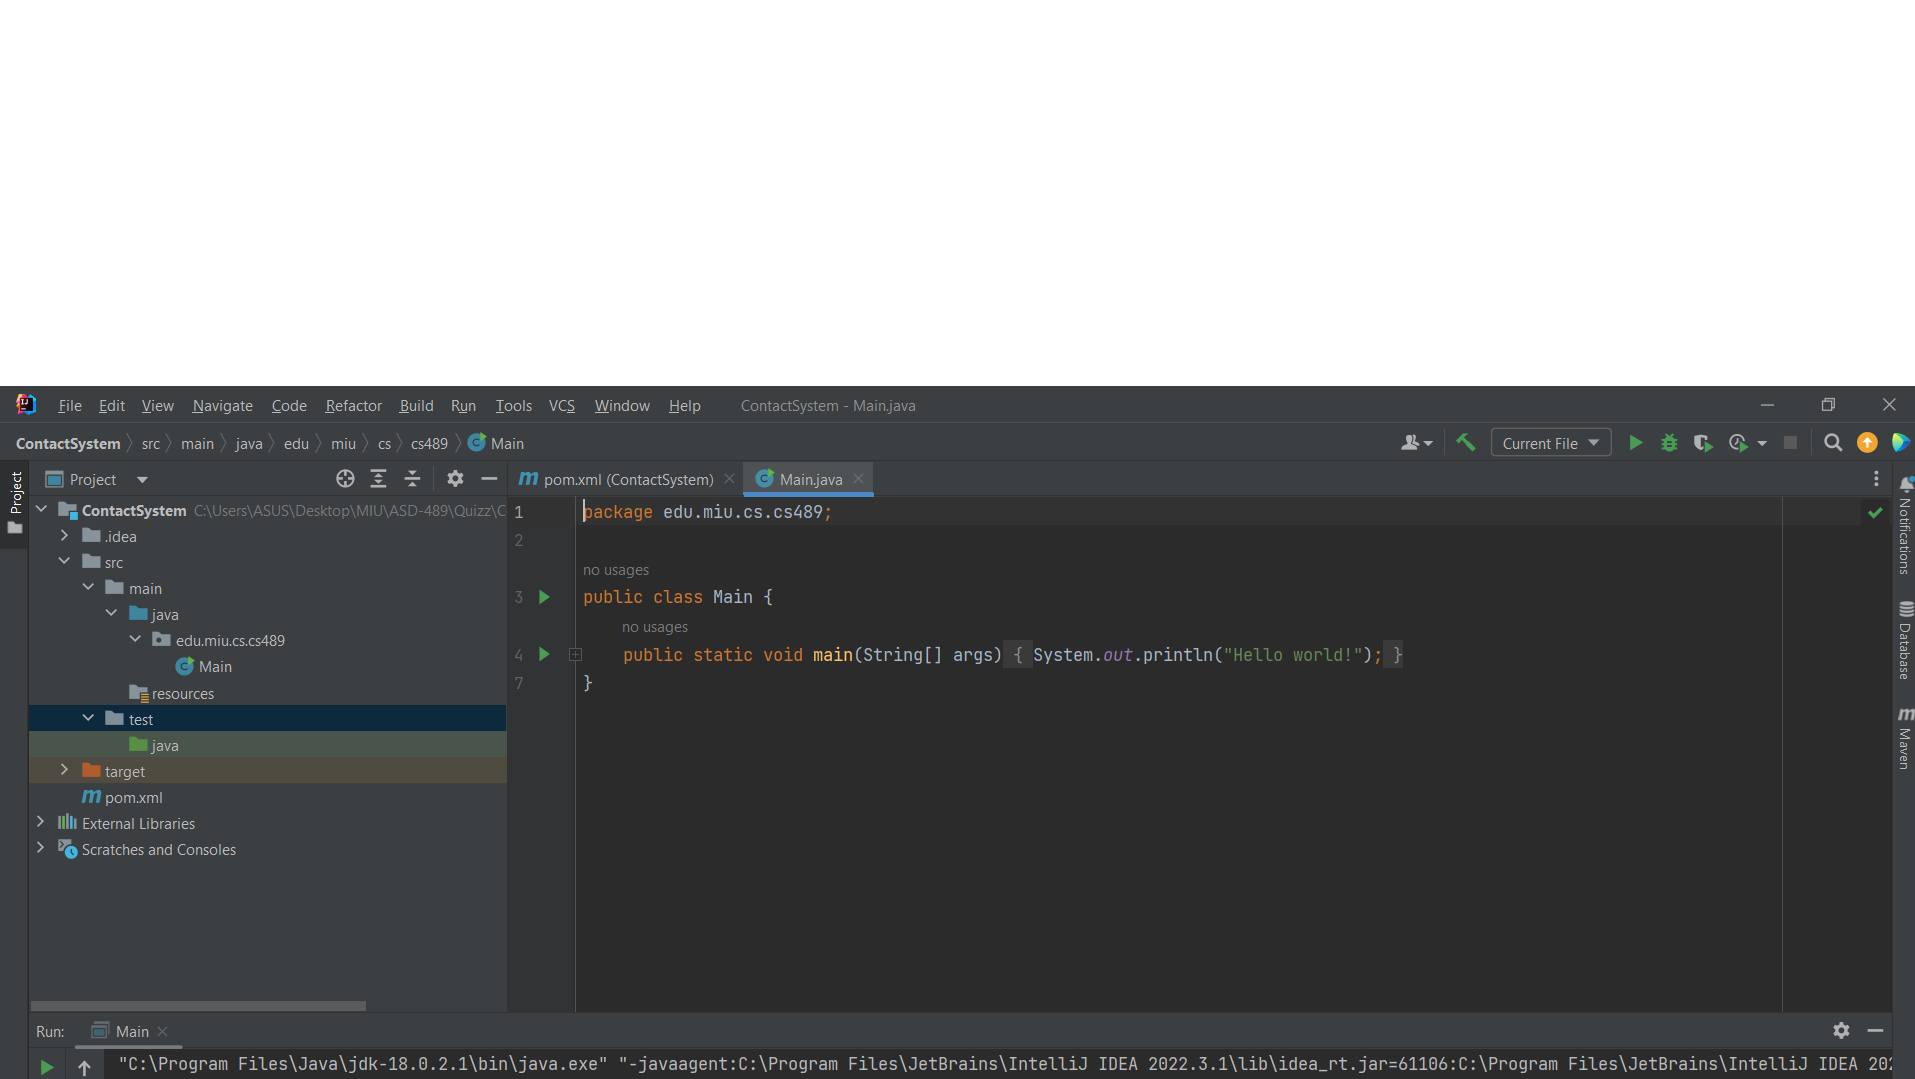 File Edit View Navigate Code Refactor Build Run Tools VCS Window Help ContactSystem - Main.java
ContactSystem src main java edu miu cs cs489 Main
Current File
Project
Project
pom.xml (ContactSystem)
Main.java
ContactSystem C:\Users\ASUS\Desktop\MIU\ASD-489\Quizz\C
.idea
src
main
java
edu.miu.cs.cs489
Main
resources
test
java
target
pom.xml
External Libraries
Scratches and Consoles
1 package edu.miu.cs.cs489;
2
no usages
3 public class Main {
no usages
4 public static void main(String[] args) { System.out.println("Hello world!"); }
7 }
Notifications
Database
Maven
Run: Main
"C:\Program Files\Java\jdk-18.0.2.1\bin\java.exe" "-javaagent:C:\Program Files\JetBrains\IntelliJ IDEA 2022.3.1\lib\idea_rt.jar=61106:C:\Program Files\JetBrains\IntelliJ IDEA 202